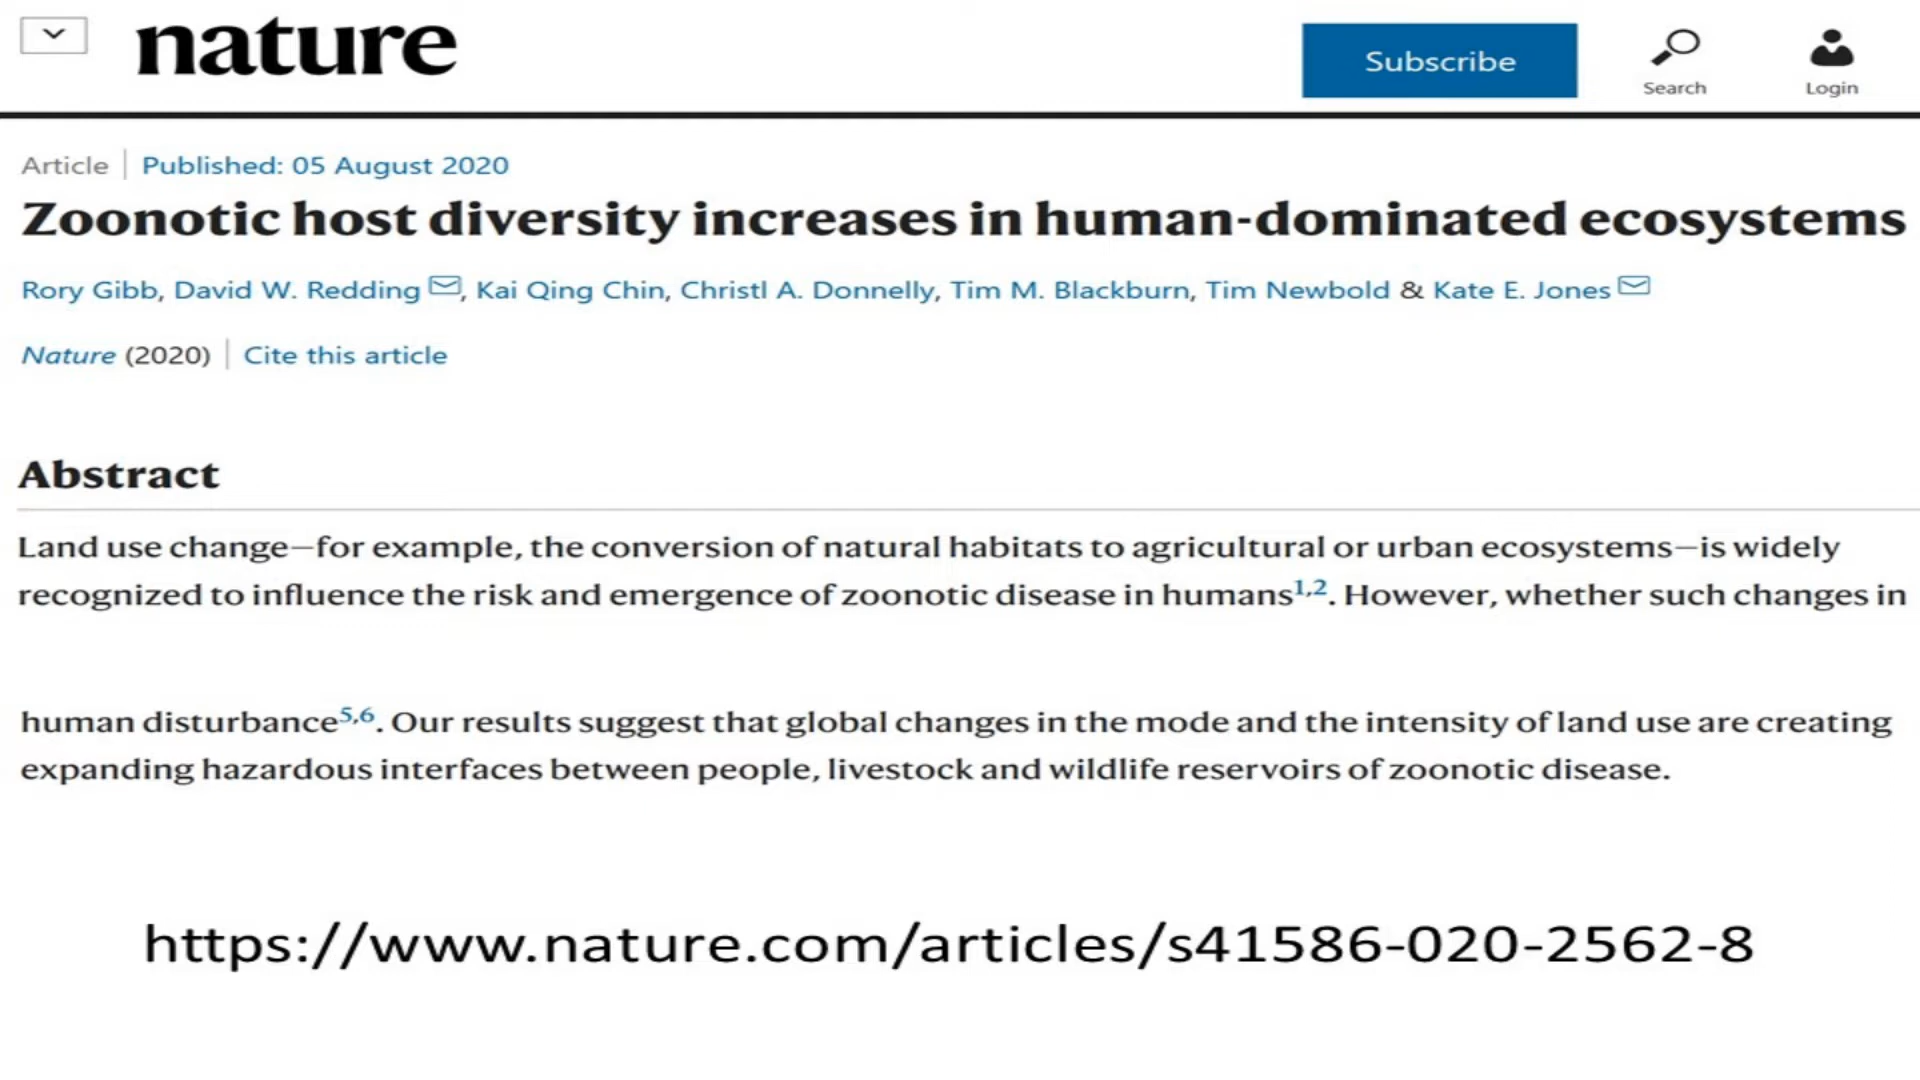 nature
Subscribe
Search
Login
Article | Published: 05 August 2020
Zoonotic host diversity increases in human-dominated ecosystems
Rory Gibb, David W. Redding, Kai Qing Chin, Christl A. Donnelly, Tim M. Blackburn, Tim Newbold & Kate E. Jones
Nature (2020) | Cite this article
Abstract
Land use change—for example, the conversion of natural habitats to agricultural or urban ecosystems—is widely
recognized to influence the risk and emergence of zoonotic disease in humans1,2. However, whether such changes in
human disturbance5,6. Our results suggest that global changes in the mode and the intensity of land use are creating
expanding hazardous interfaces between people, livestock and wildlife reservoirs of zoonotic disease.
https://www.nature.com/articles/s41586-020-2562-8